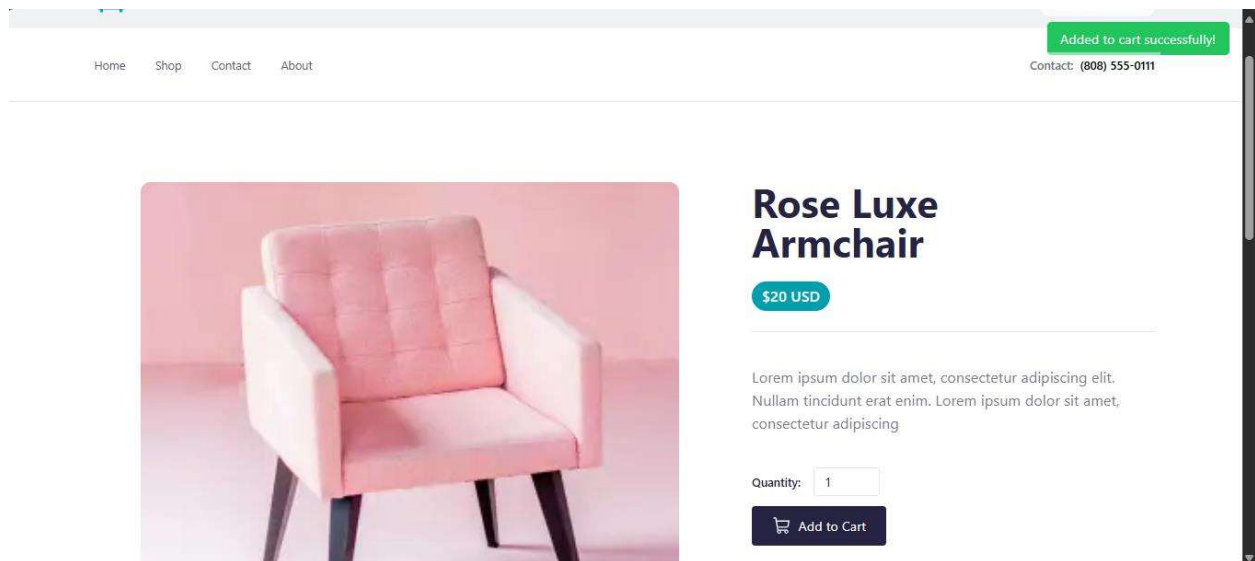 Added to cart successfully!
Home Shop Contact About Contact: (808) 555-0111
Rose Luxe
Armchair
$20 USD
Lorem ipsum dolor sit amet, consectetur adipiscing elit.
Nullam tincidunt erat enim. Lorem ipsum dolor sit amet,
consectetur adipiscing
Quantity: 1
Add to Cart